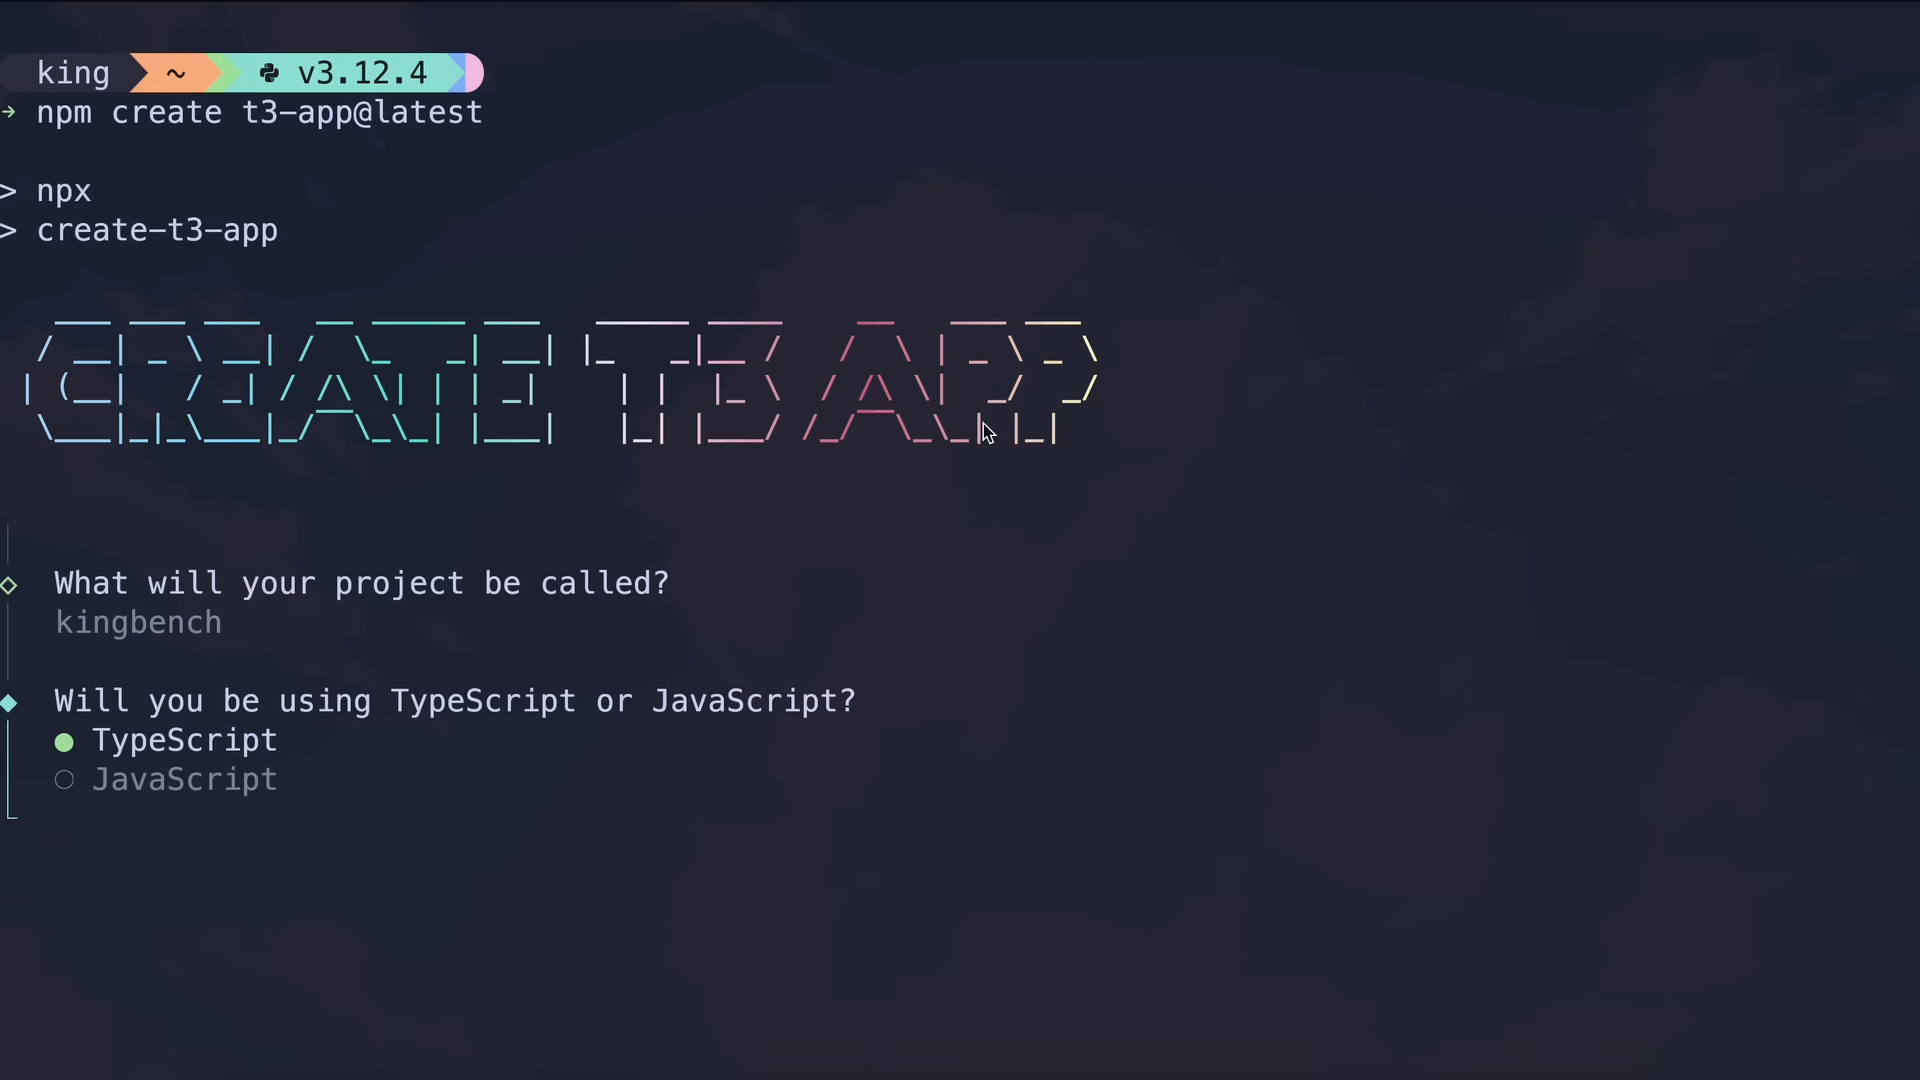 king ~ v3.12.4
→ npm create t3-app@latest
> npx
> create-t3-app
CREATE T3 APP
◇ What will your project be called?
kingbench
◆ Will you be using TypeScript or JavaScript?
● TypeScript
○ JavaScript